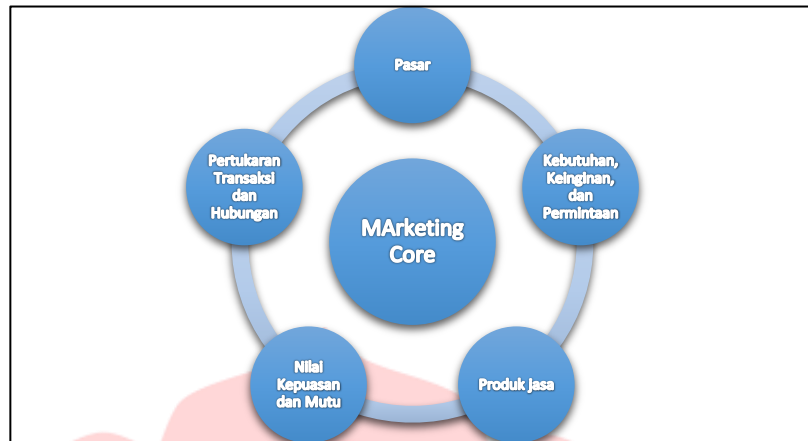 Pasar
Kebutuhan,
Keinginan,
dan
Permintaan
Produk jasa
Nilai
Kepuasan
dan Mutu
Pertukaran
Transaksi
dan
Hubungan
MArketing
Core